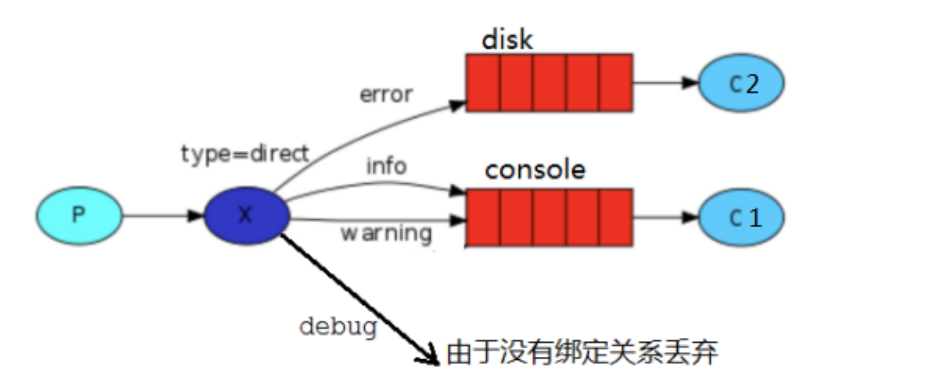 disk
C2
error
type=direct
info
console
P
X
C1
warning
debug
由于没有绑定关系丢弃